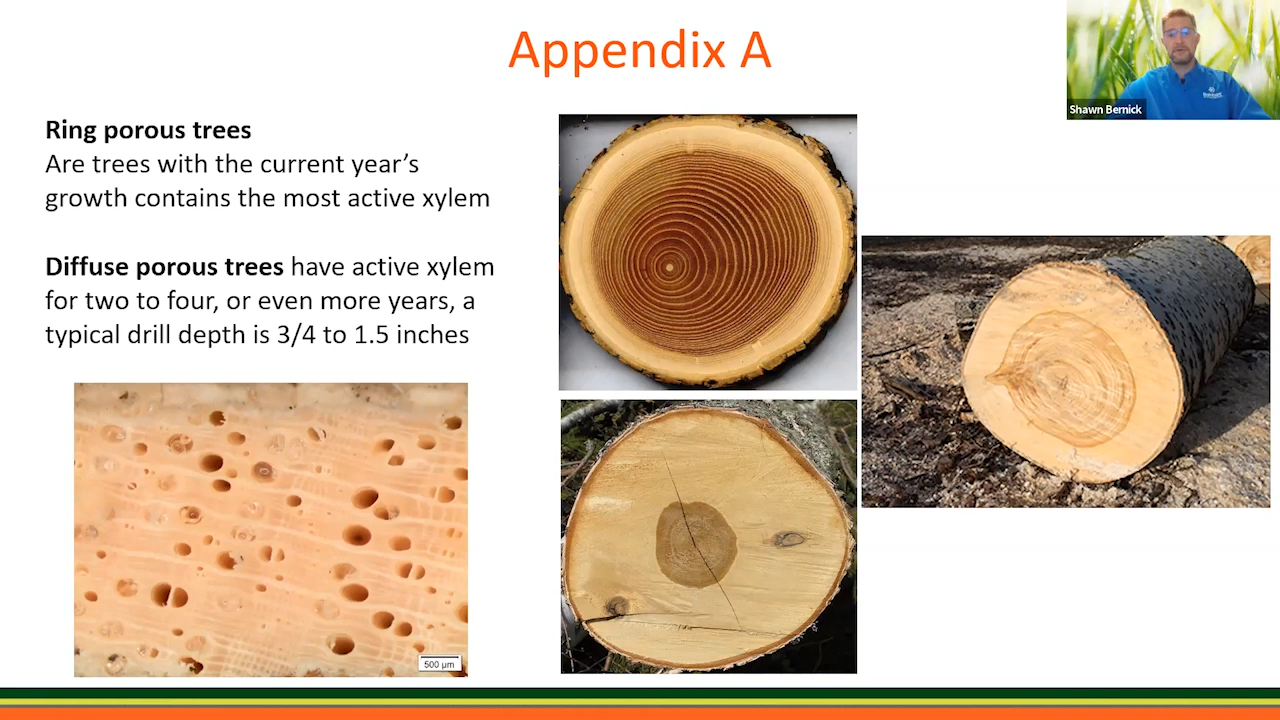 Appendix A
Shawn Bernick
Ring porous trees
Are trees with the current year’s
growth contains the most active xylem
Diffuse porous trees have active xylem
for two to four, or even more years, a
typical drill depth is 3/4 to 1.5 inches
500 µm